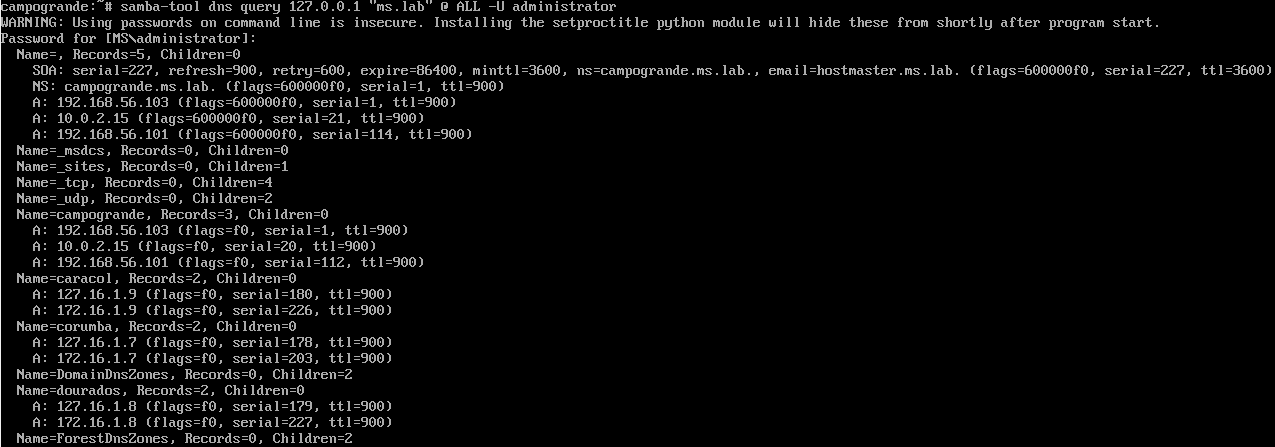 campogrande:~# samba-tool dns query 127.0.0.1 "ms.lab" @ ALL -U administrator
WARNING: Using passwords on command line is insecure. Installing the setproctitle python module will hide these from shortly after program start.
Password for [MS\administrator]:
  Name=, Records=5, Children=0
    SOA: serial=227, refresh=900, retry=600, expire=86400, minttl=3600, ns=campogrande.ms.lab., email=hostmaster.ms.lab. (flags=600000f0, serial=227, ttl=3600)
    NS: campogrande.ms.lab. (flags=600000f0, serial=1, ttl=900)
    A: 192.168.56.103 (flags=600000f0, serial=1, ttl=900)
    A: 10.0.2.15 (flags=600000f0, serial=21, ttl=900)
    A: 192.168.56.101 (flags=600000f0, serial=114, ttl=900)
  Name=_msdcs, Records=0, Children=0
  Name=_sites, Records=0, Children=1
  Name=_tcp, Records=0, Children=4
  Name=_udp, Records=0, Children=2
  Name=campogrande, Records=3, Children=0
    A: 192.168.56.103 (flags=f0, serial=1, ttl=900)
    A: 10.0.2.15 (flags=f0, serial=20, ttl=900)
    A: 192.168.56.101 (flags=f0, serial=112, ttl=900)
  Name=caracol, Records=2, Children=0
    A: 127.16.1.9 (flags=f0, serial=180, ttl=900)
    A: 172.16.1.9 (flags=f0, serial=226, ttl=900)
  Name=corumba, Records=2, Children=0
    A: 127.16.1.7 (flags=f0, serial=178, ttl=900)
    A: 172.16.1.7 (flags=f0, serial=203, ttl=900)
  Name=DomainDnsZones, Records=0, Children=2
  Name=dourados, Records=2, Children=0
    A: 127.16.1.8 (flags=f0, serial=179, ttl=900)
    A: 172.16.1.8 (flags=f0, serial=227, ttl=900)
  Name=ForestDnsZones, Records=0, Children=2